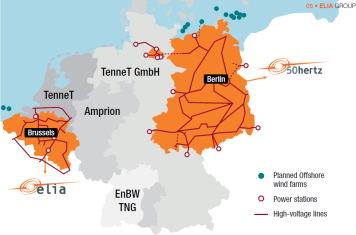 05 • ELIA GROUP
50hertz
TenneT GmbH
Berlin
TenneT
Amprion
Brussels
elia
EnBW
TNG
Planned Offshore
wind farms
Power stations
High-voltage lines